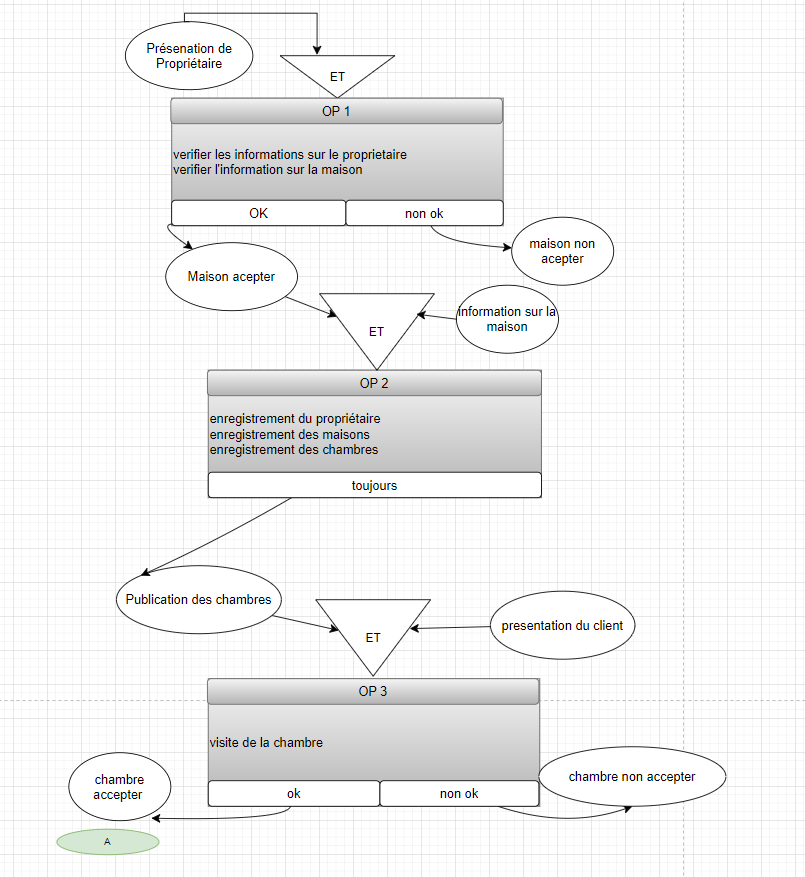 Présenation de
Propriétaire
ET
OP 1
verifier les informations sur le proprietaire
verifier l'information sur la maison
OK
non ok
maison non
acepter
Maison acepter
information sur la
maison
ET
OP 2
enregistrement du propriétaire
enregistrement des maisons
enregistrement des chambres
toujours
Publication des chambres
ET
presentation du client
OP 3
visite de la chambre
chambre
accepter
chambre non accepter
ok
non ok
A